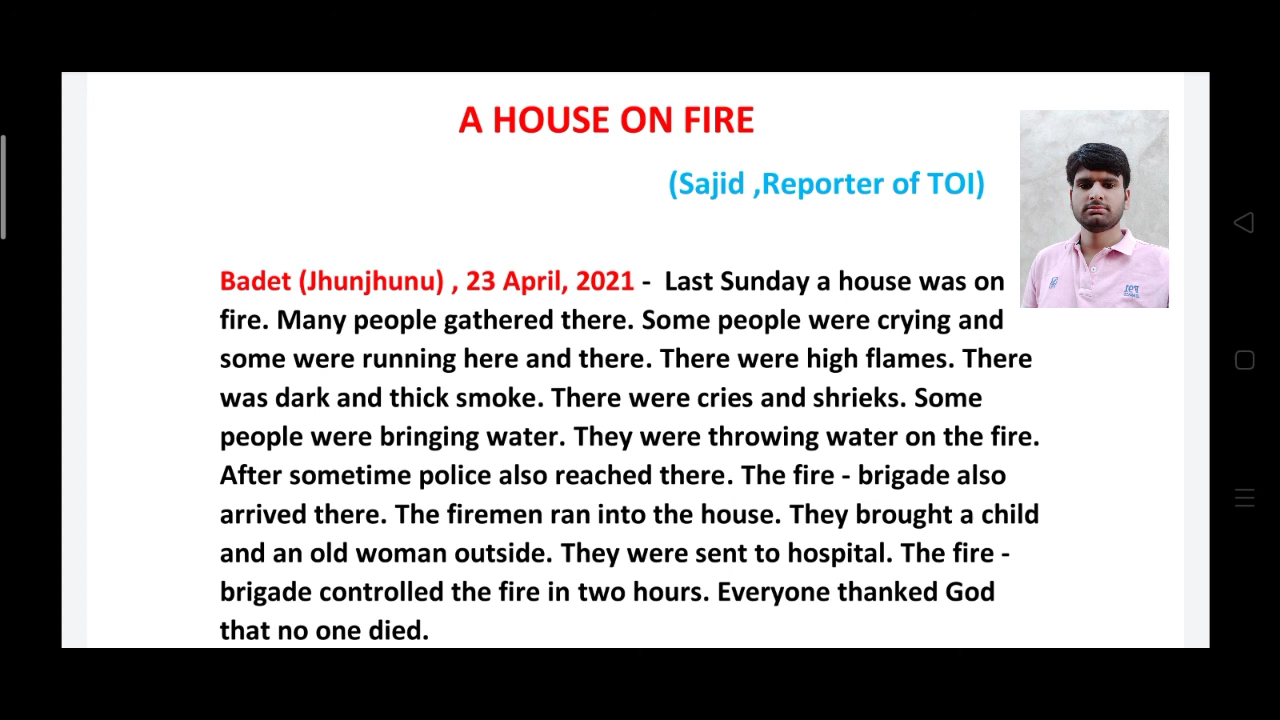 A HOUSE ON FIRE
(Sajid ,Reporter of TOI)
Badet (Jhunjhunu) , 23 April, 2021 - Last Sunday a house was on
fire. Many people gathered there. Some people were crying and
some were running here and there. There were high flames. There
was dark and thick smoke. There were cries and shrieks. Some
people were bringing water. They were throwing water on the fire.
After sometime police also reached there. The fire - brigade also
arrived there. The firemen ran into the house. They brought a child
and an old woman outside. They were sent to hospital. The fire -
brigade controlled the fire in two hours. Everyone thanked God
that no one died.